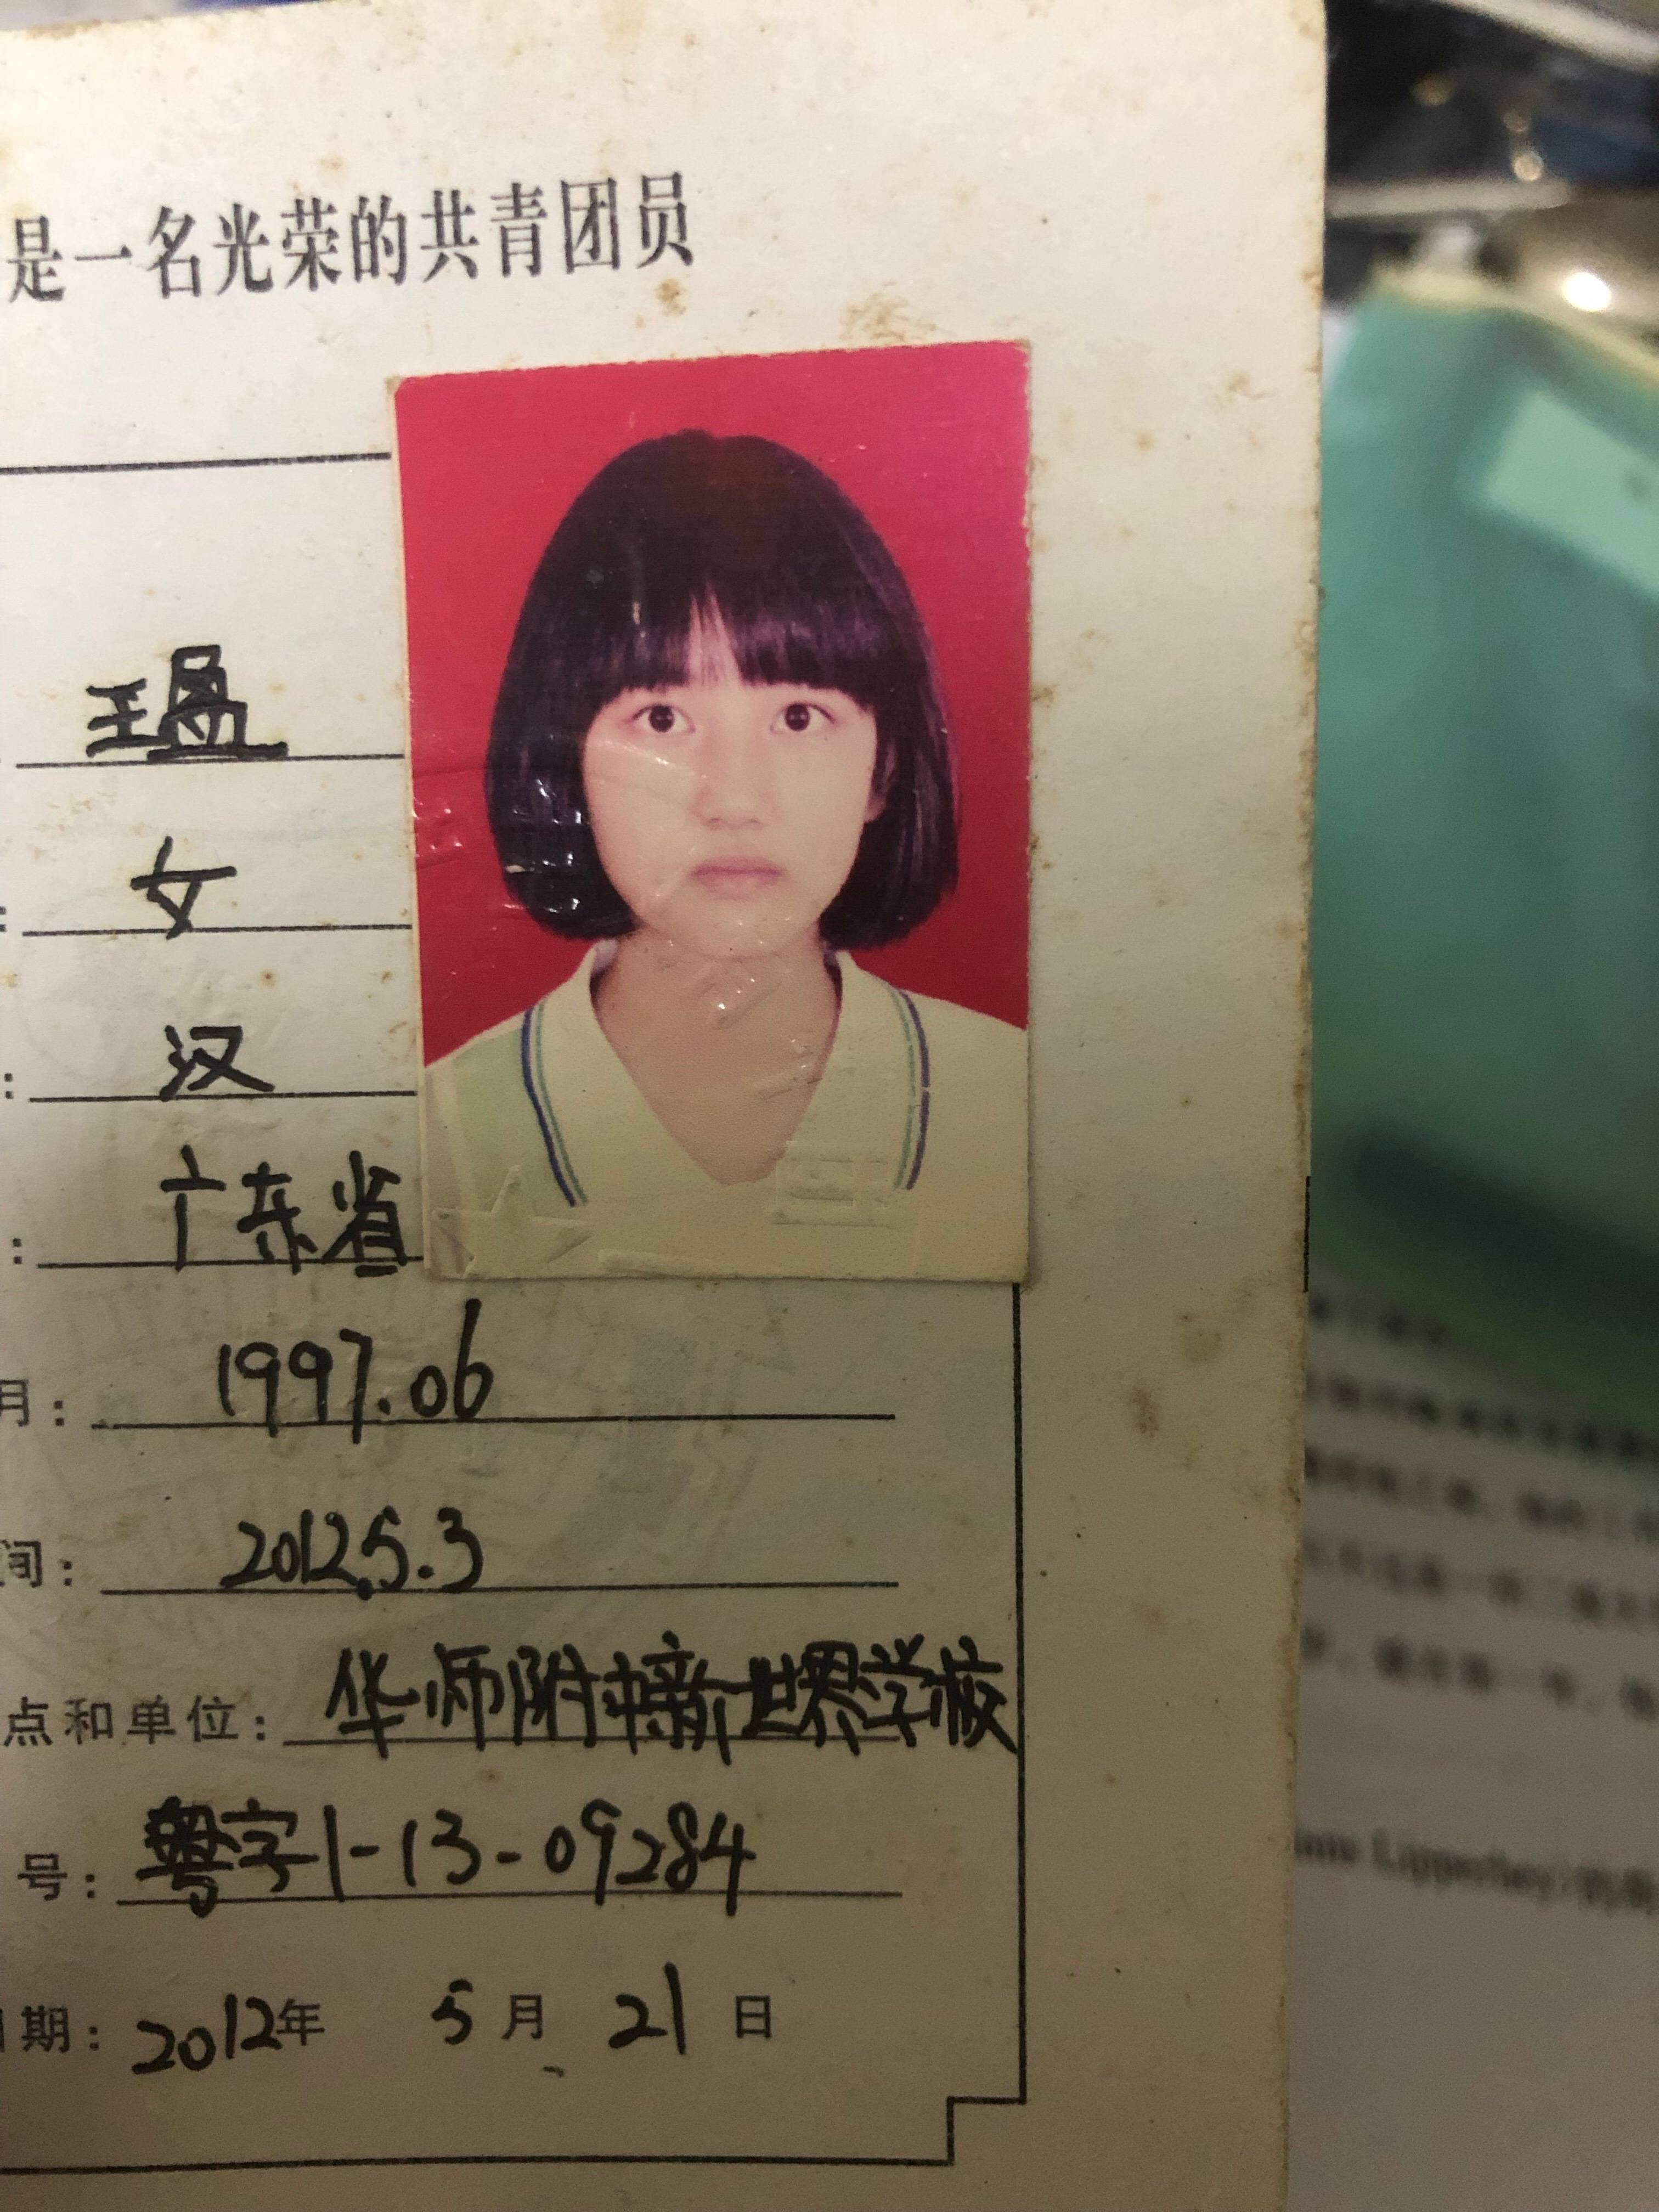 是一名光荣的共青团员
王盈
: 女
: 汉
: 广东省
月: 1997.06
间: 2012.5.3
点和单位: 华师附中新世界学校
号: 粤字1-13-09284
期: 2012年 5月 21日
Lipperhey